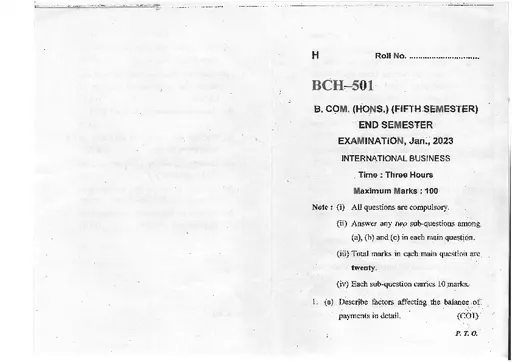 H Roll No. ..............................
BCH–501
B. COM. (HONS.) (FIFTH SEMESTER)
END SEMESTER
EXAMINATION, Jan., 2023
INTERNATIONAL BUSINESS
Time : Three Hours
Maximum Marks : 100
Note : (i) All questions are compulsory.
(ii) Answer any two sub-questions among
(a), (b) and (c) in each main question.
(iii) Total marks in each main question are
twenty.
(iv) Each sub-question carries 10 marks.
1. (a) Describe factors affecting the balance of
payments in detail. (CO1)
P. T. O.